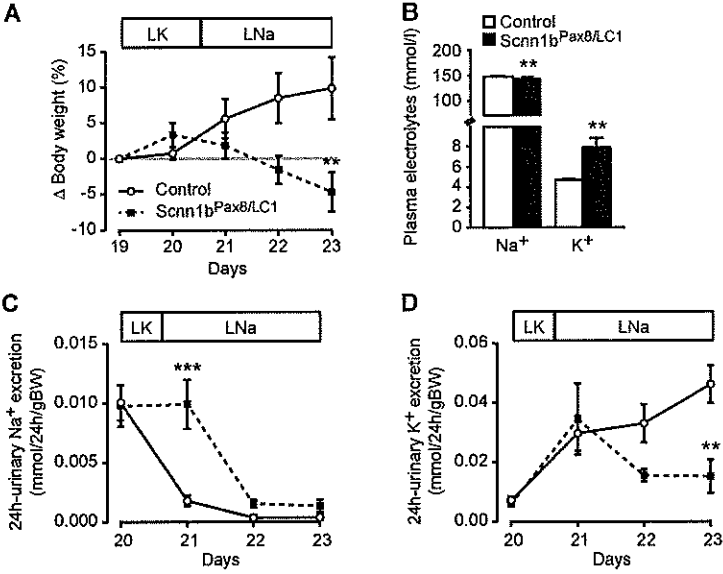 A
LK LNa
Δ Body weight (%)
15
10
5
0
-5
-10
**
Control
Scnn1bPax8/LC1
19 20 21 22 23
Days
B
Control
Scnn1bPax8/LC1
Plasma electrolytes (mmol/l)
200
150
100
8
6
4
2
0
**
**
Na+ K+
C
LK LNa
24h-urinary Na+ excretion
(mmol/24h/gBW)
0.015
0.010
0.005
0.000
***
20 21 22 23
Days
D
LK LNa
24h-urinary K+ excretion
(mmol/24h/gBW)
0.06
0.04
0.02
0.00
**
20 21 22 23
Days